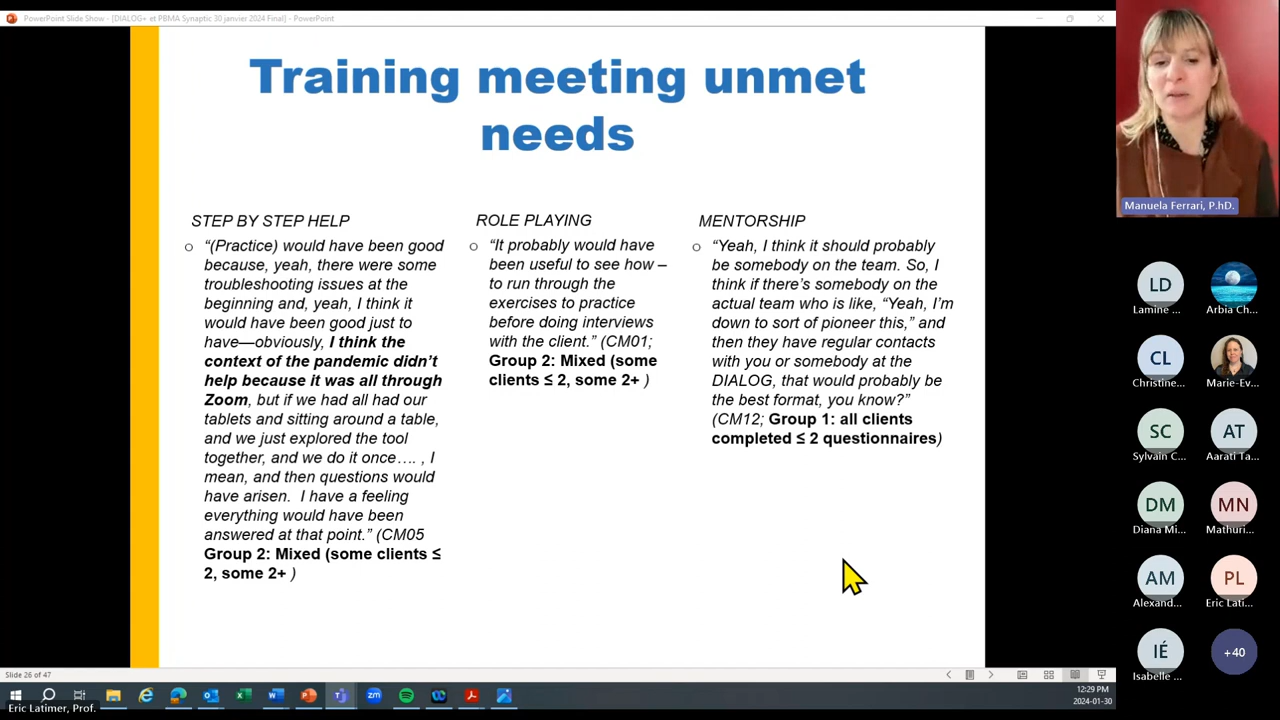 PowerPoint Slide Show - [DIALOG+ et PBMA Synaptic 30 janvier 2024 Final] - PowerPoint
Training meeting unmet
needs
STEP BY STEP HELP
“(Practice) would have been good
because, yeah, there were some
troubleshooting issues at the
beginning and, yeah, I think it
would have been good just to
have—obviously, I think the
context of the pandemic didn’t
help because it was all through
Zoom, but if we had all had our
tablets and sitting around a table,
and we just explored the tool
together, and we do it once…. , I
mean, and then questions would
have arisen. I have a feeling
everything would have been
answered at that point.” (CM05
Group 2: Mixed (some clients ≤
2, some 2+ )
ROLE PLAYING
“It probably would have
been useful to see how –
to run through the
exercises to practice
before doing interviews
with the client.” (CM01;
Group 2: Mixed (some
clients ≤ 2, some 2+ )
MENTORSHIP
“Yeah, I think it should probably
be somebody on the team. So, I
think if there’s somebody on the
actual team who is like, “Yeah, I’m
down to sort of pioneer this,” and
then they have regular contacts
with you or somebody at the
DIALOG, that would probably be
the best format, you know?”
(CM12; Group 1: all clients
completed ≤ 2 questionnaires)
Manuela Ferrari, P.hD.
LD
Lamine ...
Arbia Ch...
CL
Christine...
Marie-Ev...
SC
Sylvain C...
AT
Aarati Ta...
DM
Diana Mi...
MN
Mathuri...
AM
Alexand...
PL
Eric Lati...
IÉ
Isabelle ...
+40
Slide 26 of 47
12:29 PM
2024-01-30
Eric Latimer, Prof.